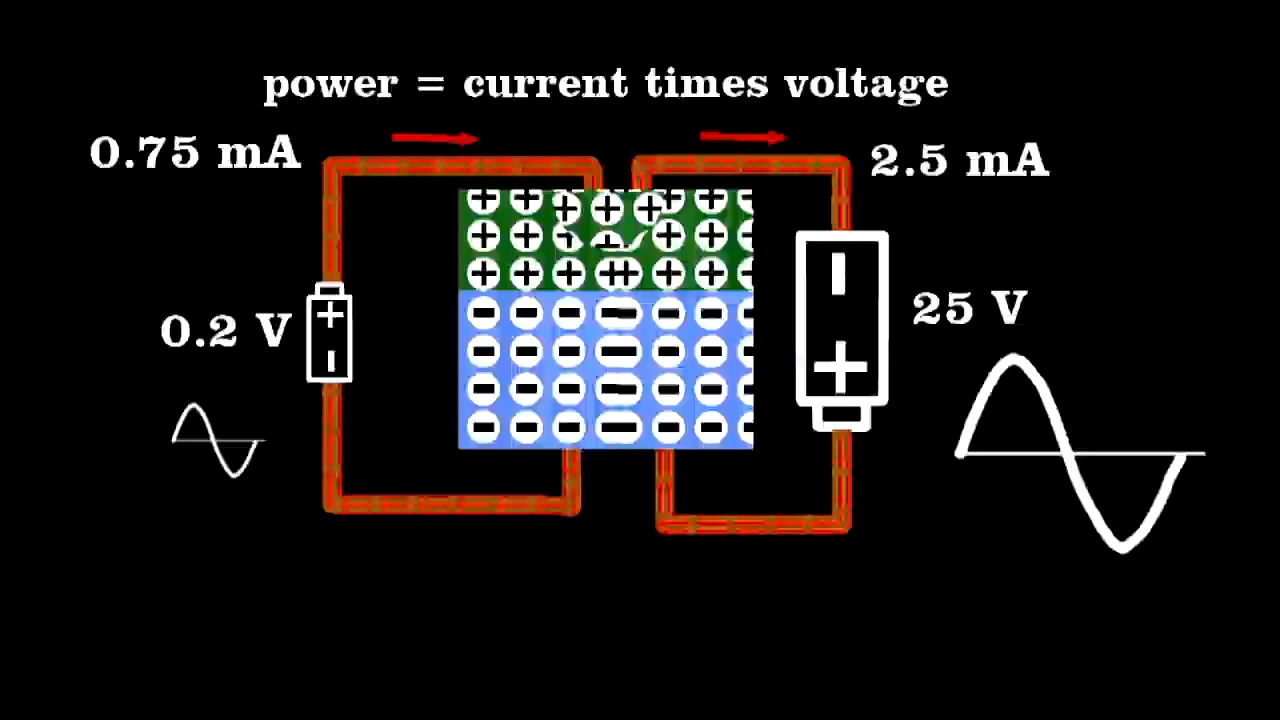 power = current times voltage
0.75 mA
2.5 mA
0.2 V
25 V